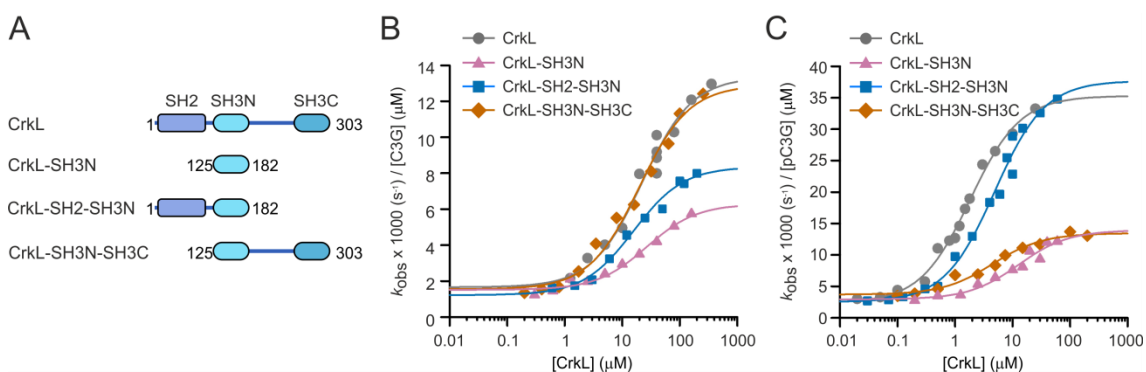 A
SH2 SH3N SH3C
CrkL 1 303
CrkL-SH3N 125 182
CrkL-SH2-SH3N 1 182
CrkL-SH3N-SH3C 125 303
B
CrkL
CrkL-SH3N
CrkL-SH2-SH3N
CrkL-SH3N-SH3C
14
12
10
8
6
4
2
0
kobs x 1000 (s⁻¹) / [C3G] (μM)
0.01 0.1 1 10 100 1000
[CrkL] (μM)
C
CrkL
CrkL-SH3N
CrkL-SH2-SH3N
CrkL-SH3N-SH3C
40
35
30
25
20
15
10
5
0
kobs x 1000 (s⁻¹) / [pC3G] (μM)
0.01 0.1 1 10 100 1000
[CrkL] (μM)